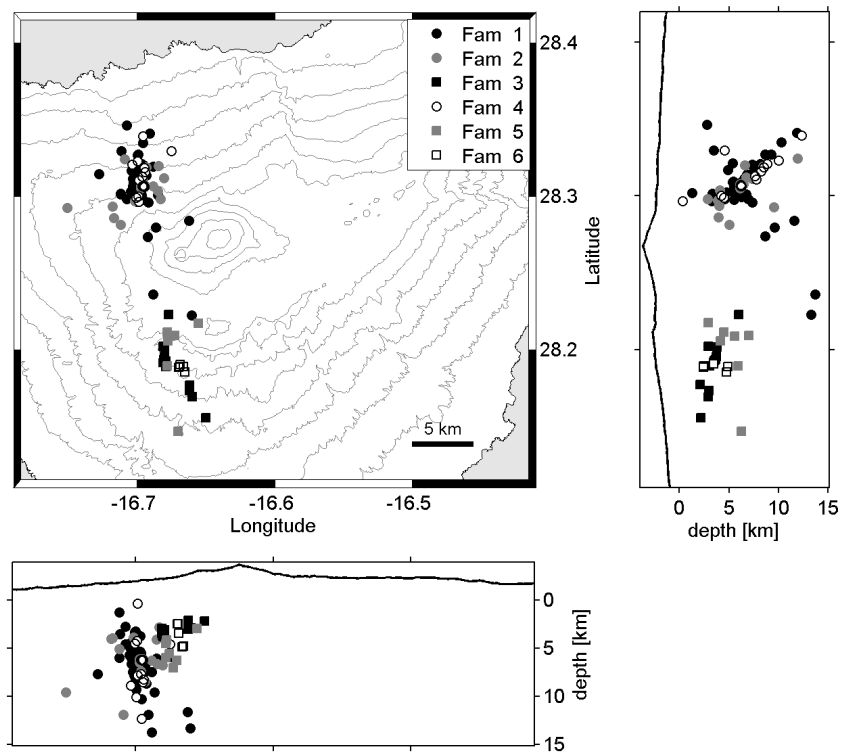 Fam 1
Fam 2
Fam 3
Fam 4
Fam 5
Fam 6
5 km
28.4
28.3
28.2
Latitude
-16.7 -16.6 -16.5
Longitude
0 5 10 15
depth [km]
0
5
10
15
depth [km]